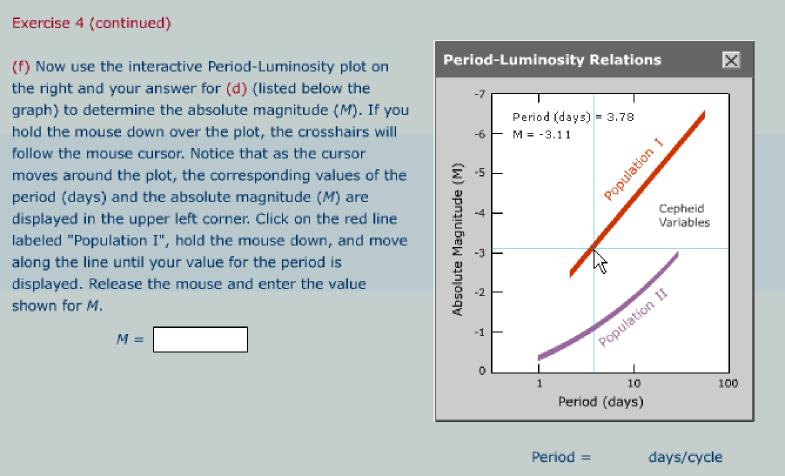 Exercise 4 (continued)
(f) Now use the interactive Period-Luminosity plot on
the right and your answer for (d) (listed below the
graph) to determine the absolute magnitude (M). If you
hold the mouse down over the plot, the crosshairs will
follow the mouse cursor. Notice that as the cursor
moves around the plot, the corresponding values of the
period (days) and the absolute magnitude (M) are
displayed in the upper left corner. Click on the red line
labeled "Population I", hold the mouse down, and move
along the line until your value for the period is
displayed. Release the mouse and enter the value
shown for M.
M =
Period-Luminosity Relations
Period (days) = 3.78
M = -3.11
Absolute Magnitude (M)
-7
-6
-5
-4
-3
-2
-1
0
Population I
Cepheid
Variables
Population II
1 10 100
Period (days)
Period = days/cycle